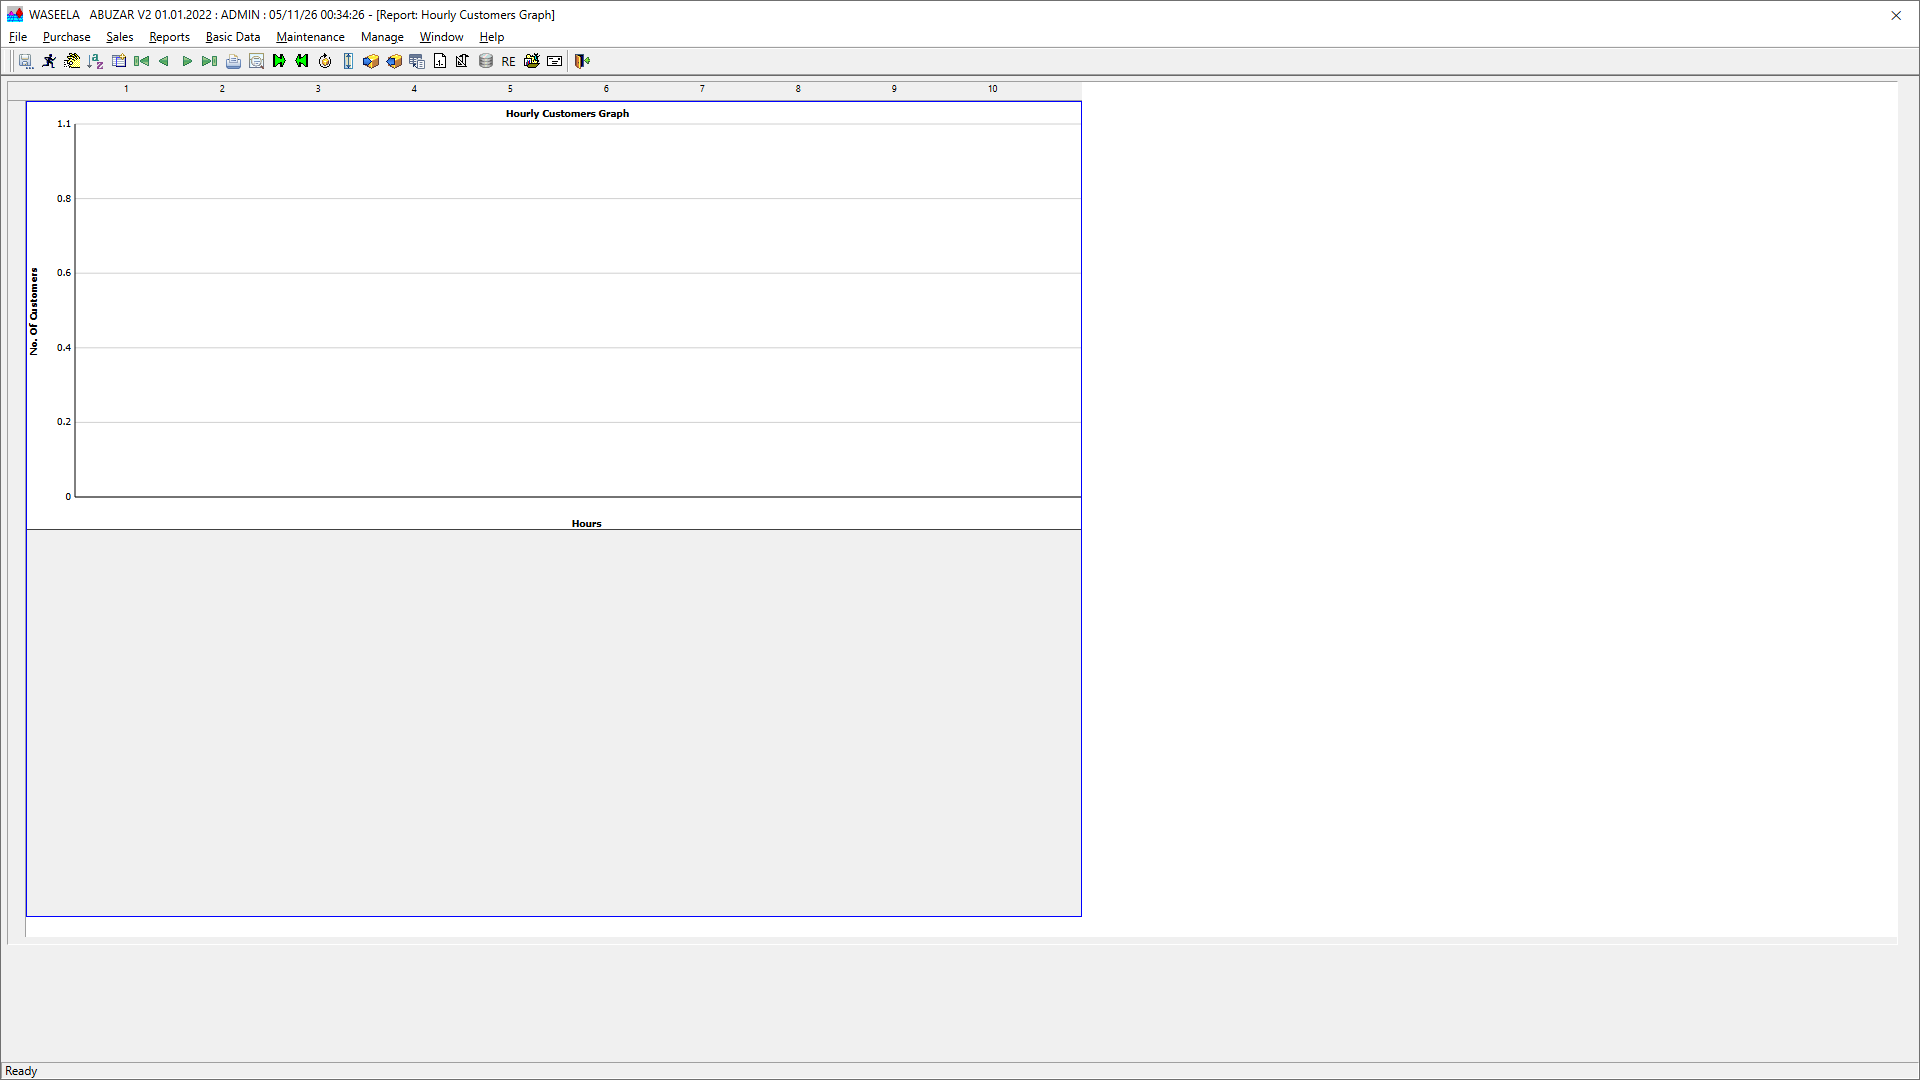 WASEELA ABUZAR V2 01.01.2022 : ADMIN : 05/11/26 00:34:26 - [Report: Hourly Customers Graph]
File Purchase Sales Reports Basic Data Maintenance Manage Window Help
RE
1 2 3 4 5 6 7 8 9 10
Hourly Customers Graph
1.1
0.8
0.6
No. Of Customers
0.4
0.2
0
Hours
Ready